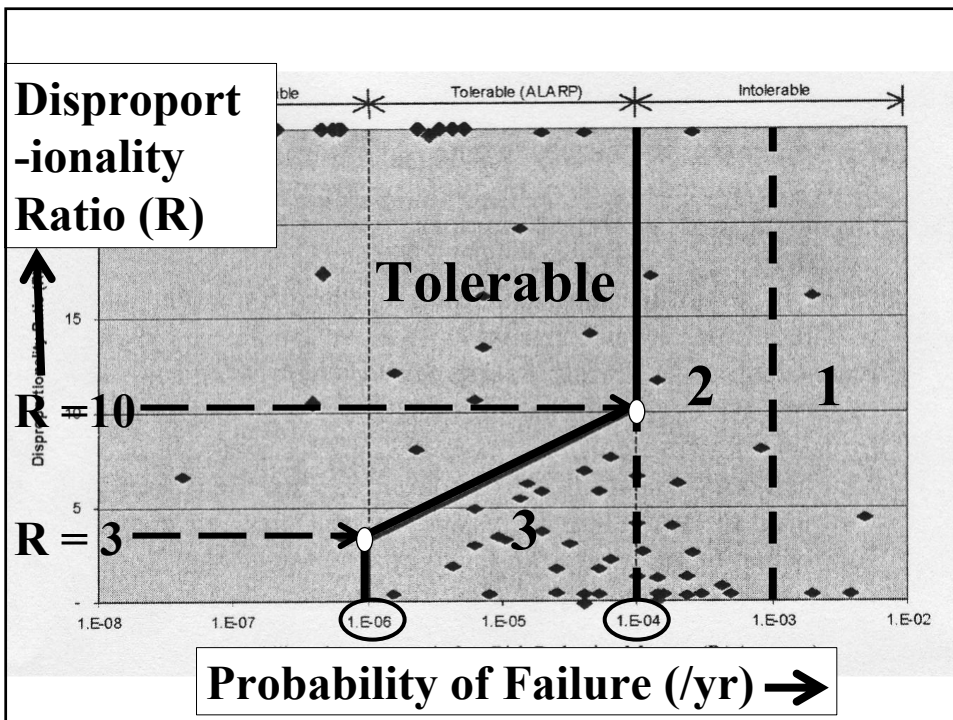 Disproport
-ionality
Ratio (R)
Tolerable (ALARP)
Intolerable
Tolerable
15
2
1
R = 10
10
5
R = 3
3
-
1.E-08
1.E-07
1.E-06
1.E-05
1.E-04
1.E-03
1.E-02
Probability of Failure (/yr)